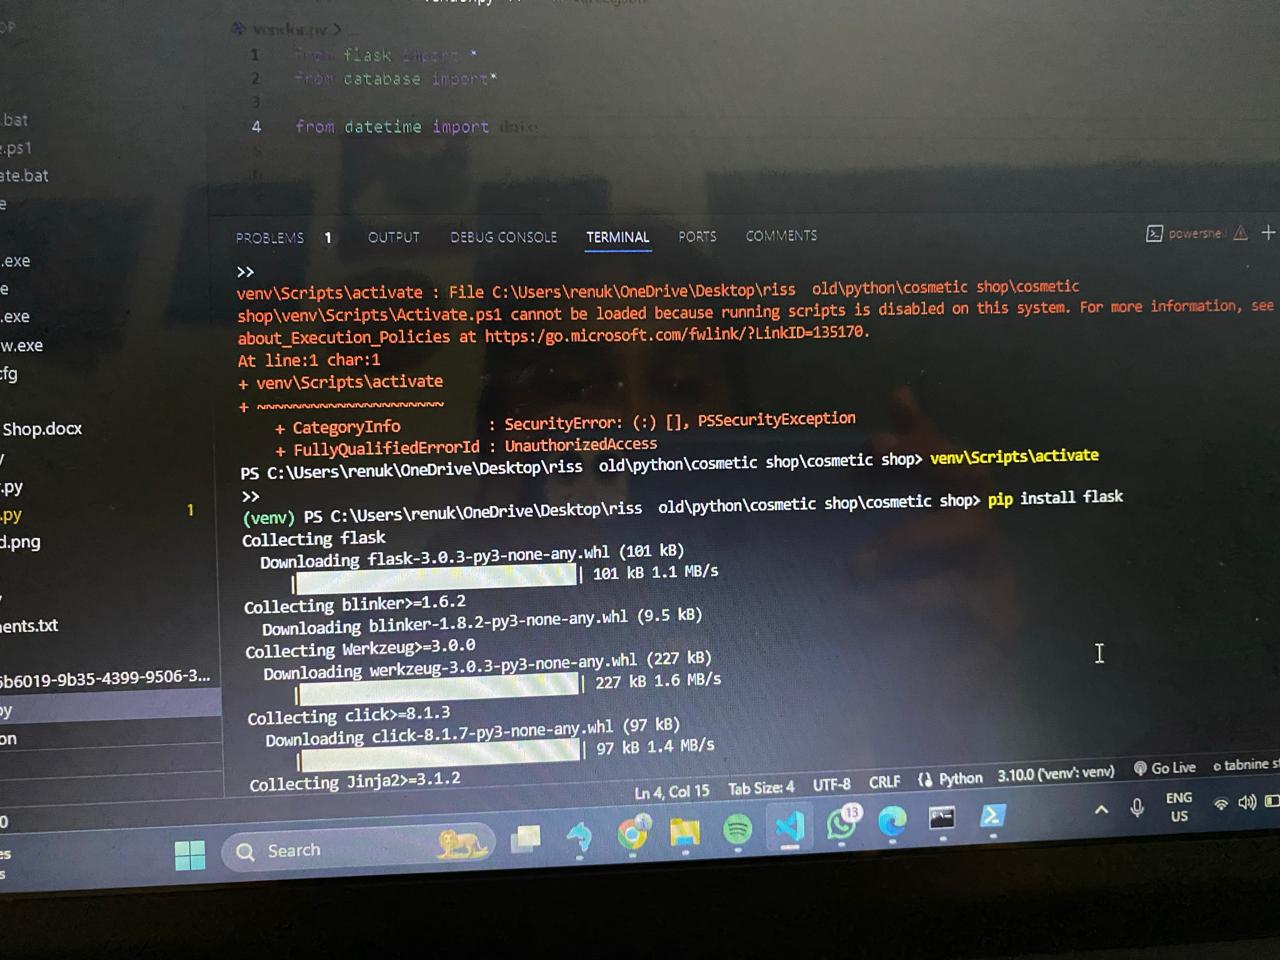 .bat
.ps1
ate.bat
e
.exe
e
.exe
w.exe
cfg
Shop.docx
y
.py
.py 1
d.png
ents.txt
5b6019-9b35-4399-9506-3...
py
on
1 from flask import *
2 from database import*
3
4 from datetime import
5
PROBLEMS 1 OUTPUT DEBUG CONSOLE TERMINAL PORTS COMMENTS
>>
venv\Scripts\activate : File C:\Users\renuk\OneDrive\Desktop\riss  old\python\cosmetic shop\cosmetic
shop\venv\Scripts\Activate.ps1 cannot be loaded because running scripts is disabled on this system. For more information, see
about_Execution_Policies at https:/go.microsoft.com/fwlink/?LinkID=135170.
At line:1 char:1
+ venv\Scripts\activate
+ ~~~~~~~~~~~~~~~~~~~~~
+ CategoryInfo : SecurityError: (:) [], PSSecurityException
+ FullyQualifiedErrorId : UnauthorizedAccess
PS C:\Users\renuk\OneDrive\Desktop\riss  old\python\cosmetic shop\cosmetic shop> venv\Scripts\activate
>>
(venv) PS C:\Users\renuk\OneDrive\Desktop\riss  old\python\cosmetic shop\cosmetic shop> pip install flask
Collecting flask
Downloading flask-3.0.3-py3-none-any.whl (101 kB)
| | 101 kB 1.1 MB/s
Collecting blinker>=1.6.2
Downloading blinker-1.8.2-py3-none-any.whl (9.5 kB)
Collecting Werkzeug>=3.0.0
Downloading werkzeug-3.0.3-py3-none-any.whl (227 kB)
| | 227 kB 1.6 MB/s
Collecting click>=8.1.3
Downloading click-8.1.7-py3-none-any.whl (97 kB)
| | 97 kB 1.4 MB/s
Collecting Jinja2>=3.1.2
Ln 4, Col 15 Tab Size: 4 UTF-8 CRLF Python 3.10.0 ('venv': venv) Go Live tabnine
Search
13
ENG
US